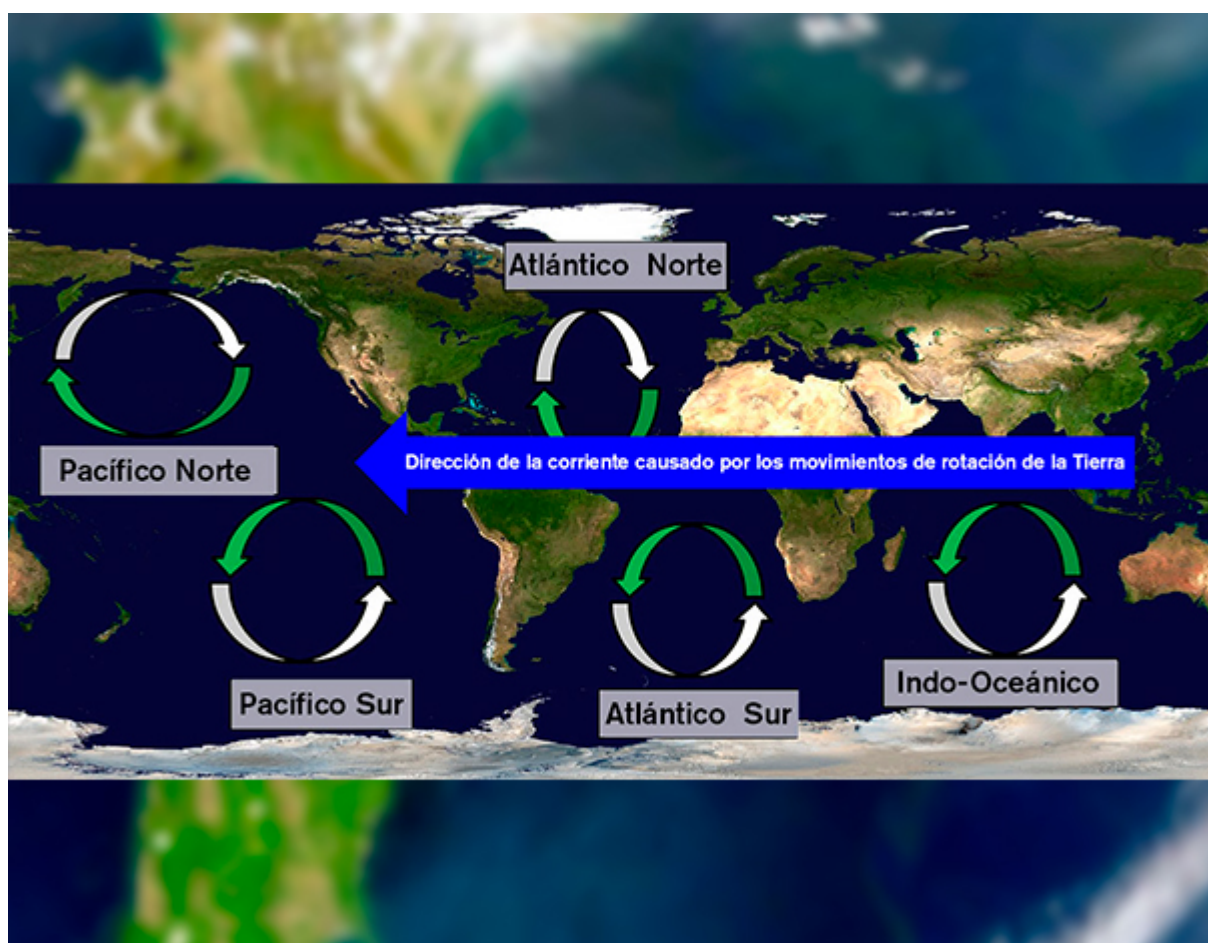 Atlántico Norte
Dirección de la corriente causado por los movimientos de rotación de la Tierra
Pacífico Norte
Indo-Oceánico
Pacífico Sur
Atlántico Sur